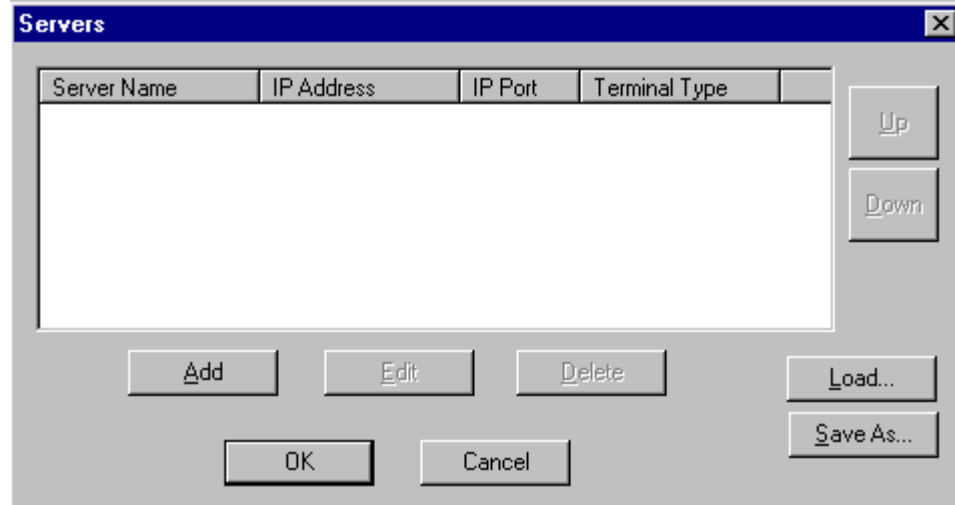 Servers
Server Name IP Address IP Port Terminal Type
Up
Down
Add Edit Delete
Load...
Save As...
OK Cancel